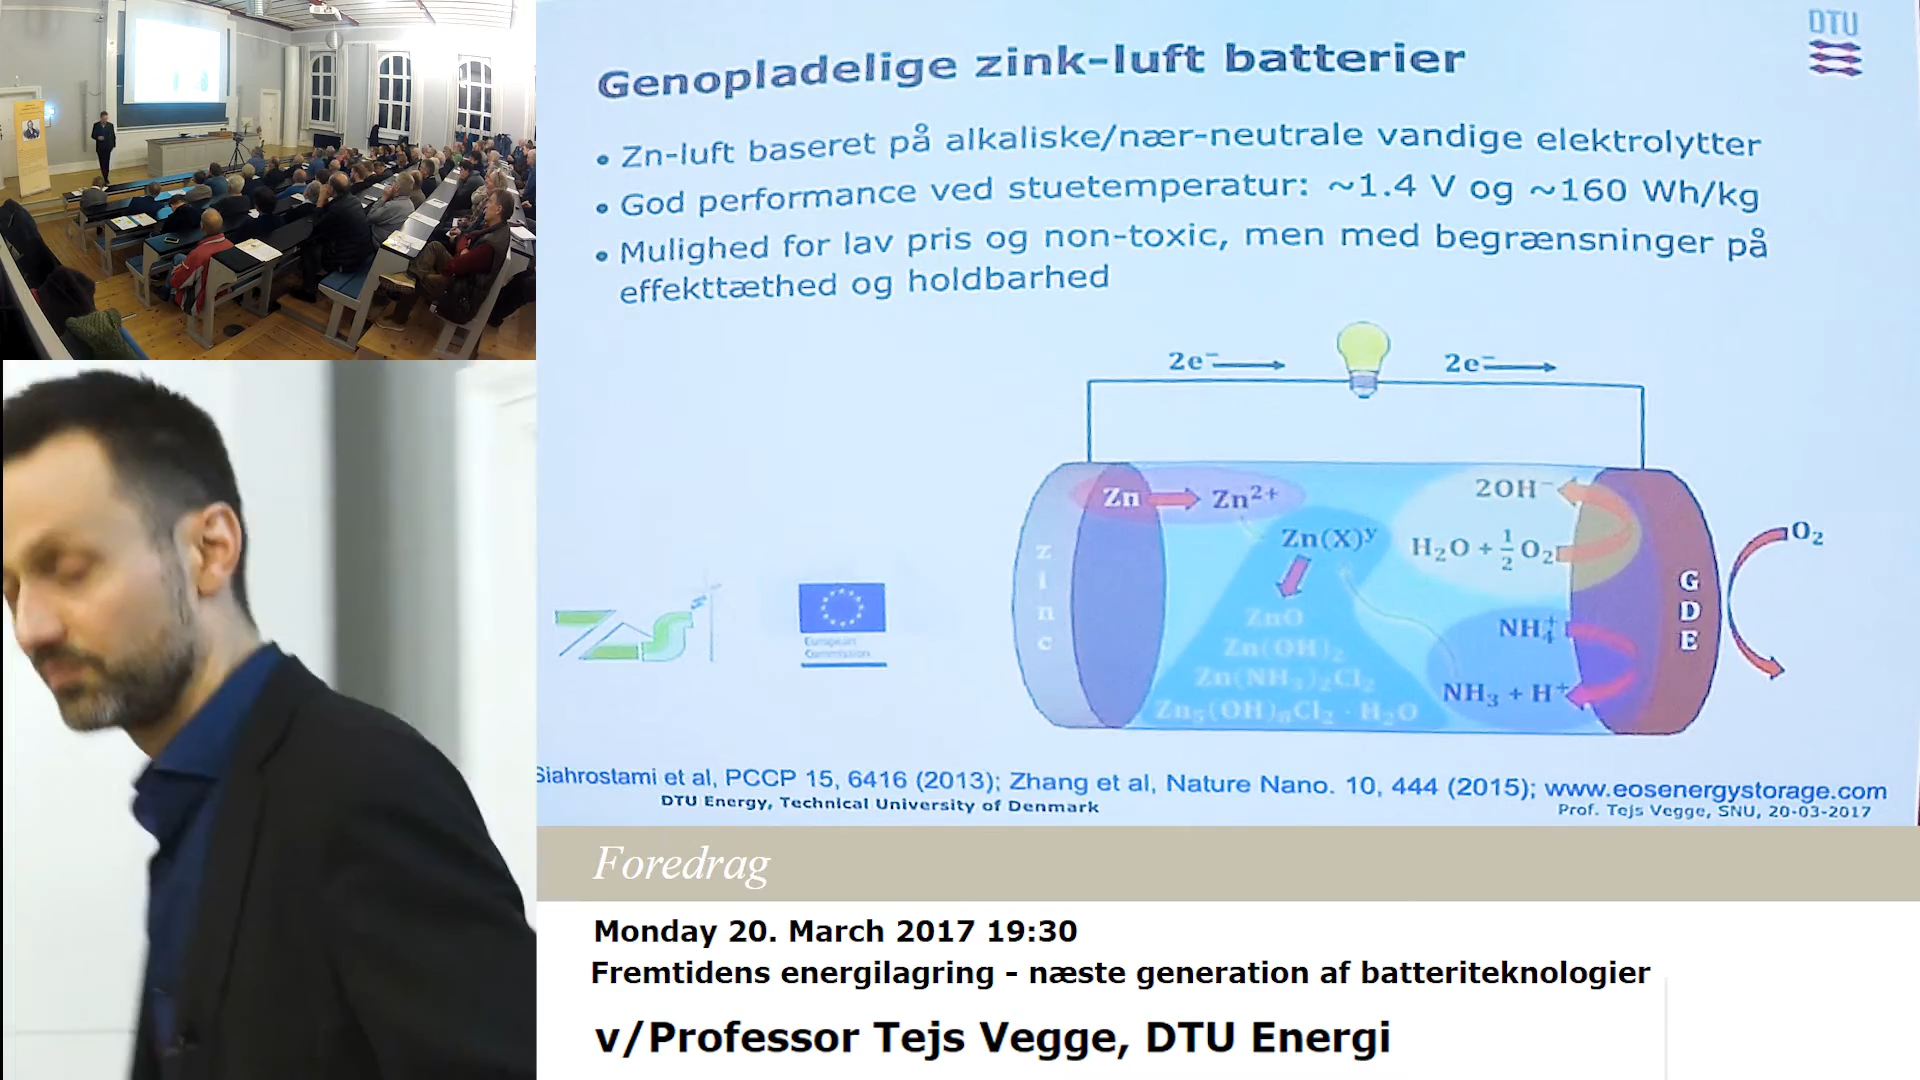 DTU
Genopladelige zink-luft batterier
• Zn-luft baseret på alkaliske/nær-neutrale vandige elektrolytter
• God performance ved stuetemperatur: ~1.4 V og ~160 Wh/kg
• Mulighed for lav pris og non-toxic, men med begrænsninger på
effekttæthed og holdbarhed
2e⁻
2e⁻
Zn
Zn²⁺
2OH⁻
Zn(X)ʸ
H₂O + ½ O₂
O₂
zinc
GDE
ZnO
Zn(OH)₂
Zn(NH₃)₂Cl₂
Zn₅(OH)₈Cl₂ · H₂O
NH₄⁺
NH₃ + H⁺
ZAS
European
Commission
Siahrostami et al, PCCP 15, 6416 (2013); Zhang et al, Nature Nano. 10, 444 (2015); www.eosenergystorage.com
DTU Energy, Technical University of Denmark
Prof. Tejs Vegge, SNU, 20-03-2017
Foredrag
Monday 20. March 2017 19:30
Fremtidens energilagring - næste generation af batteriteknologier
v/Professor Tejs Vegge, DTU Energi